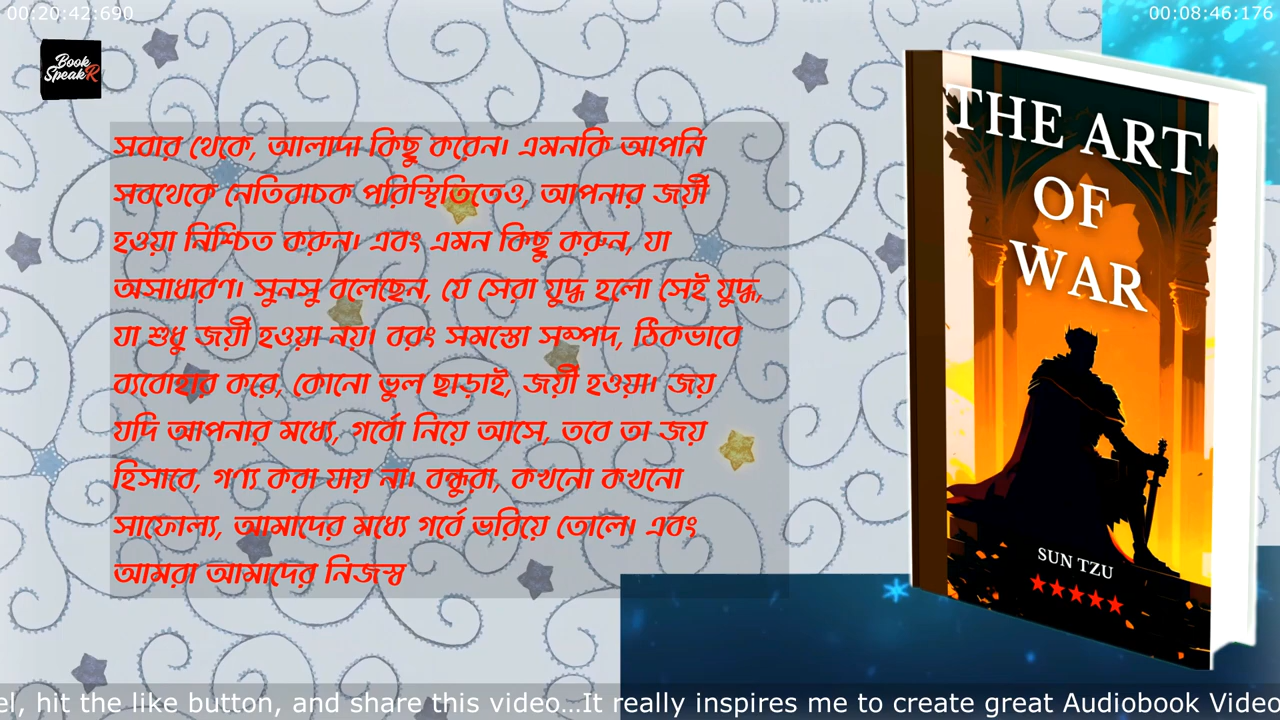 00:20:42:690
00:08:46:176
Book
SpeakR
সবার থেকে, আলাদা কিছু করেন। এমনকি আপনি
সবথেকে নেতিবাচক পরিস্থিতিতেও, আপনার জয়ী
হওয়া নিশ্চিত করুন। এবং এমন কিছু করুন, যা
অসাধারণ। সুনসু বলেছেন, যে সেরা যুদ্ধ হলো সেই যুদ্ধ,
যা শুধু জয়ী হওয়া নয়। বরং সমস্তো সম্পদ, ঠিকভাবে
ব্যবোহার করে, কোনো ভুল ছাড়াই, জয়ী হওয়া। জয়
যদি আপনার মধ্যে, গর্বো নিয়ে আসে, তবে তা জয়
হিসাবে, গণ্য করা যায় না। বন্ধুরা, কখনো কখনো
সাফোল্য, আমাদের মধ্যে গর্বে ভরিয়ে তোলে। এবং
আমরা আমাদের নিজস্ব
THE ART
OF
WAR
SUN TZU
el, hit the like button, and share this video...It really inspires me to create great Audiobook Video